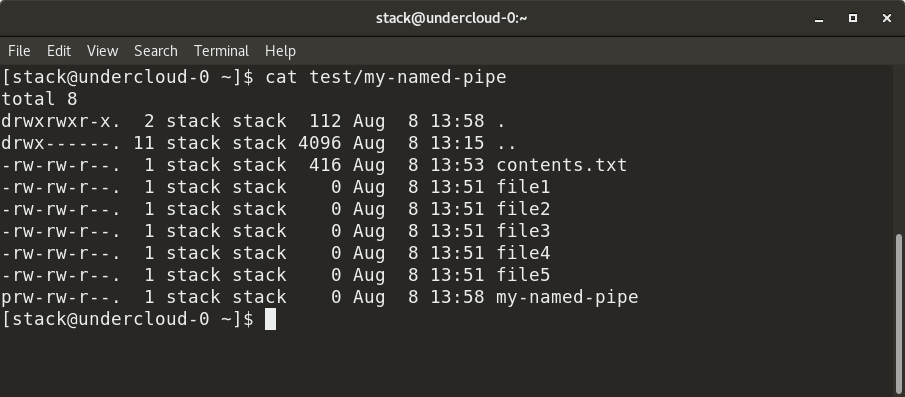 stack@undercloud-0:~
File Edit View Search Terminal Help
[stack@undercloud-0 ~]$ cat test/my-named-pipe
total 8
drwxrwxr-x.  2 stack stack  112 Aug  8 13:58 .
drwx------. 11 stack stack 4096 Aug  8 13:15 ..
-rw-rw-r--.  1 stack stack  416 Aug  8 13:53 contents.txt
-rw-rw-r--.  1 stack stack    0 Aug  8 13:51 file1
-rw-rw-r--.  1 stack stack    0 Aug  8 13:51 file2
-rw-rw-r--.  1 stack stack    0 Aug  8 13:51 file3
-rw-rw-r--.  1 stack stack    0 Aug  8 13:51 file4
-rw-rw-r--.  1 stack stack    0 Aug  8 13:51 file5
prw-rw-r--.  1 stack stack    0 Aug  8 13:58 my-named-pipe
[stack@undercloud-0 ~]$